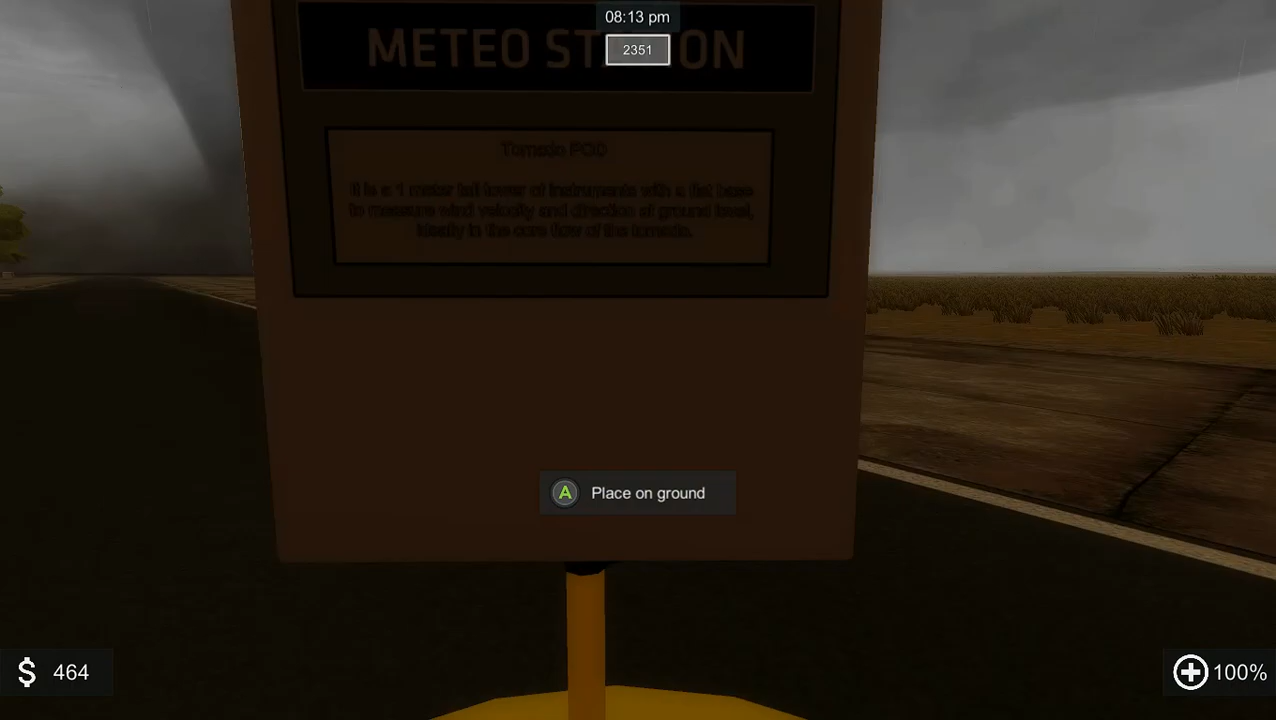 08:13 pm
2351
METEO STATION
Tornado POD
It is a 1 meter tall tower of instruments with a flat base
to measure wind velocity and direction at ground level,
ideally in the core flow of the tornado.
A Place on ground
$ 464
100%